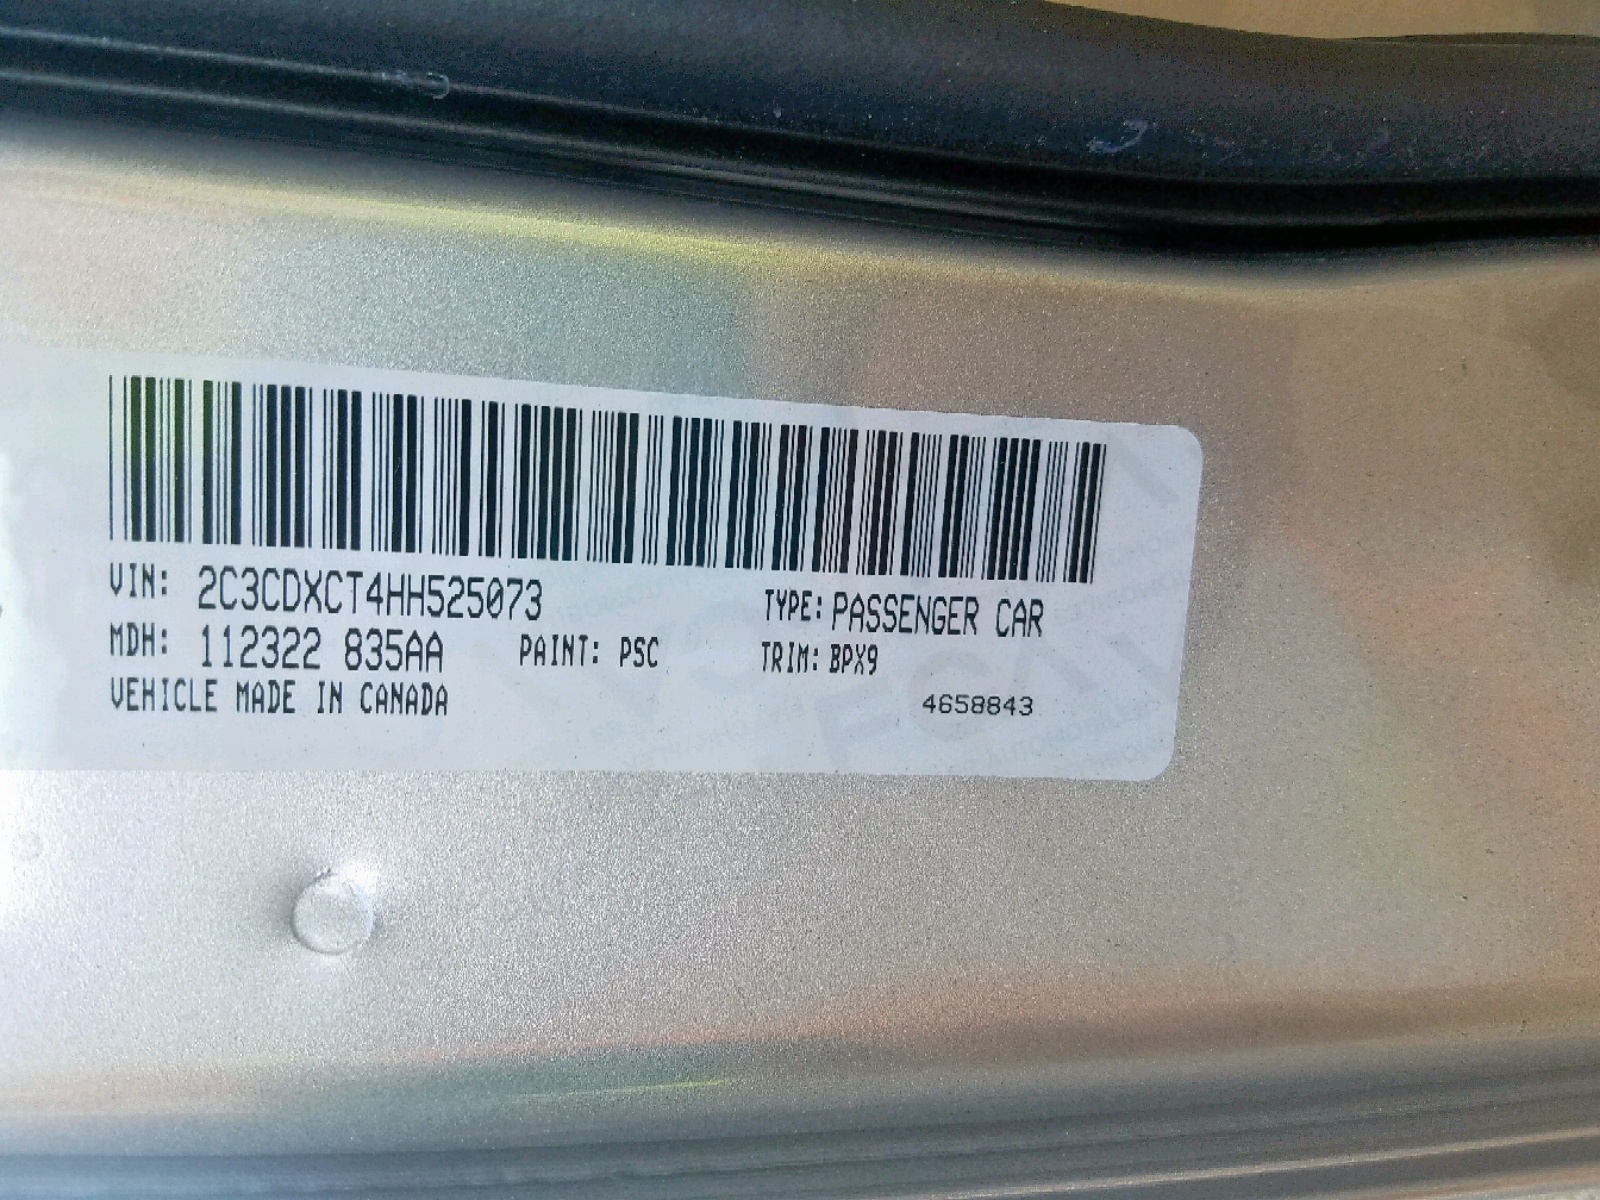 VIN: 2C3CDXCT4HH525073 TYPE: PASSENGER CAR
MDH: 112322 835AA PAINT: PSC TRIM: BPX9
VEHICLE MADE IN CANADA 4658843